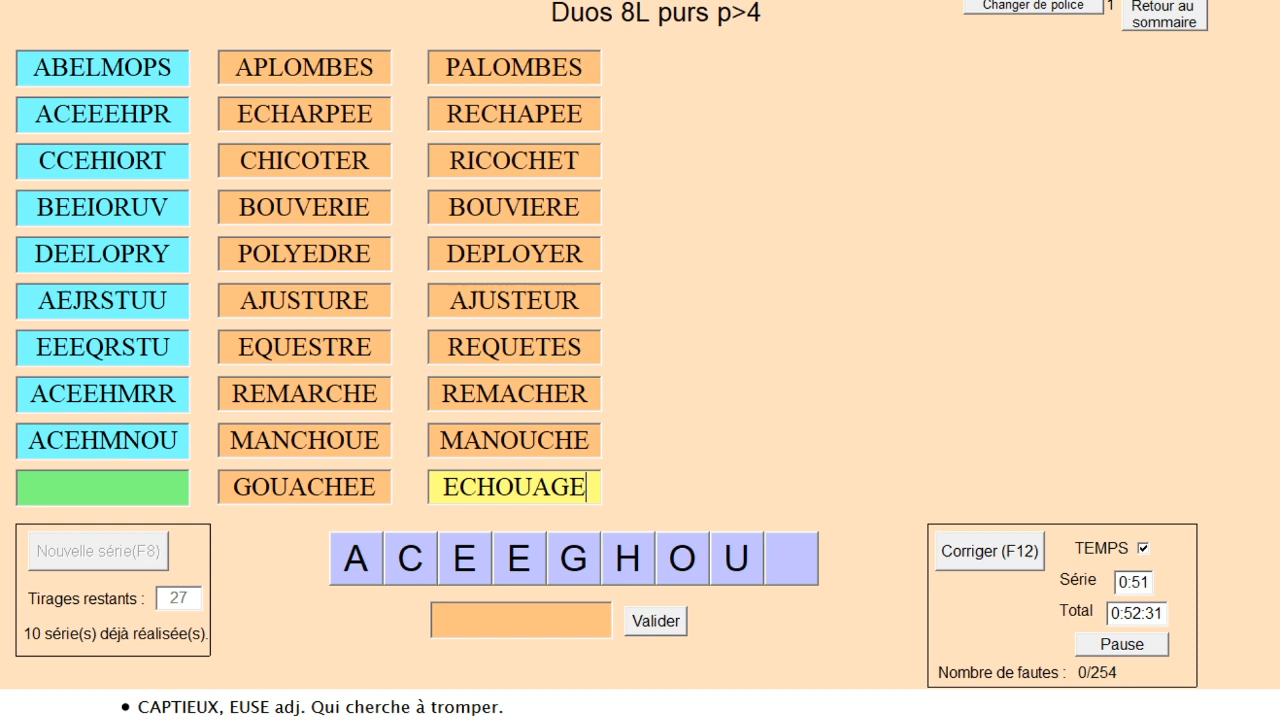 Duos 8L purs p>4
Changer de police
1
Retour au
sommaire
ABELMOPS APLOMBES PALOMBES
ACEEEHPR ECHARPEE RECHAPEE
CCEHIORT CHICOTER RICOCHET
BEEIORUV BOUVERIE BOUVIERE
DEELOPRY POLYEDRE DEPLOYER
AEJRSTUU AJUSTURE AJUSTEUR
EEEQRSTU EQUESTRE REQUETES
ACEEHMRR REMARCHE REMACHER
ACEHMNOU MANCHOUE MANOUCHE
GOUACHEE ECHOUAGE
Nouvelle série(F8)
Tirages restants : 27
10 série(s) déjà réalisée(s).
A C E E G H O U
Valider
Corriger (F12)
TEMPS
Série 0:51
Total 0:52:31
Pause
Nombre de fautes : 0/254
• CAPTIEUX, EUSE adj. Qui cherche à tromper.